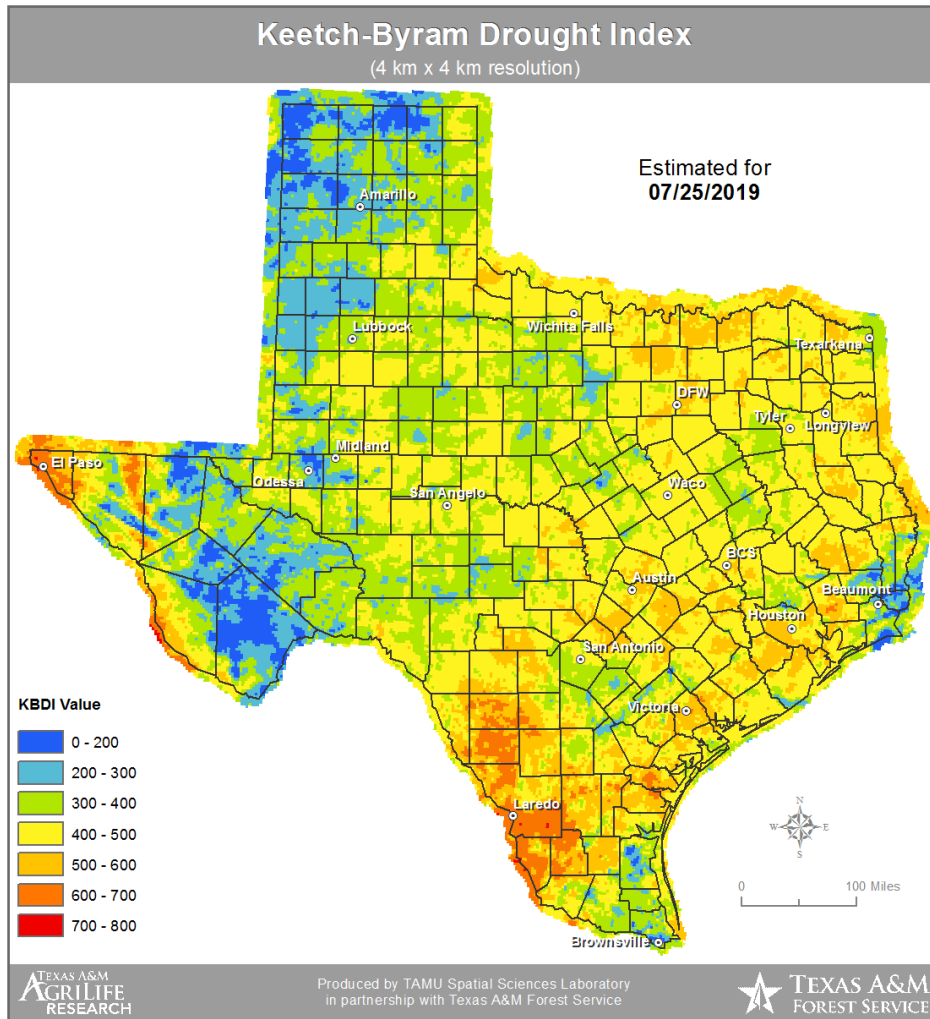 Keetch-Byram Drought Index
(4 km x 4 km resolution)
Estimated for
07/25/2019
Amarillo
Lubbock
Wichita Falls
Texarkana
DFW
Tyler
Longview
Midland
El Paso
Odessa
San Angelo
Waco
BCS
Austin
Beaumont
Houston
San Antonio
Victoria
Laredo
Brownsville
KBDI Value
0 - 200
200 - 300
300 - 400
400 - 500
500 - 600
600 - 700
700 - 800
N
W
E
S
0
100 Miles
TEXAS A&M
AGRILIFE
RESEARCH
Produced by TAMU Spatial Sciences Laboratory
in partnership with Texas A&M Forest Service
TEXAS A&M
FOREST SERVICE